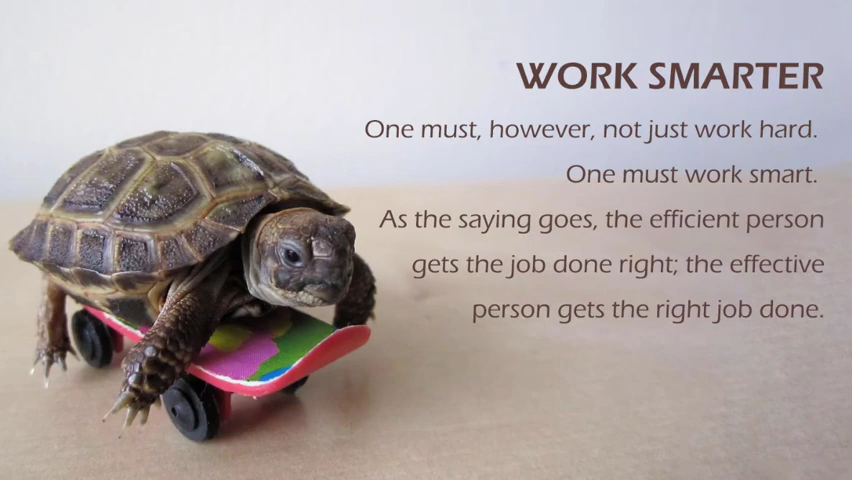 WORK SMARTER
One must, however, not just work hard.
One must work smart.
As the saying goes, the efficient person
gets the job done right; the effective
person gets the right job done.